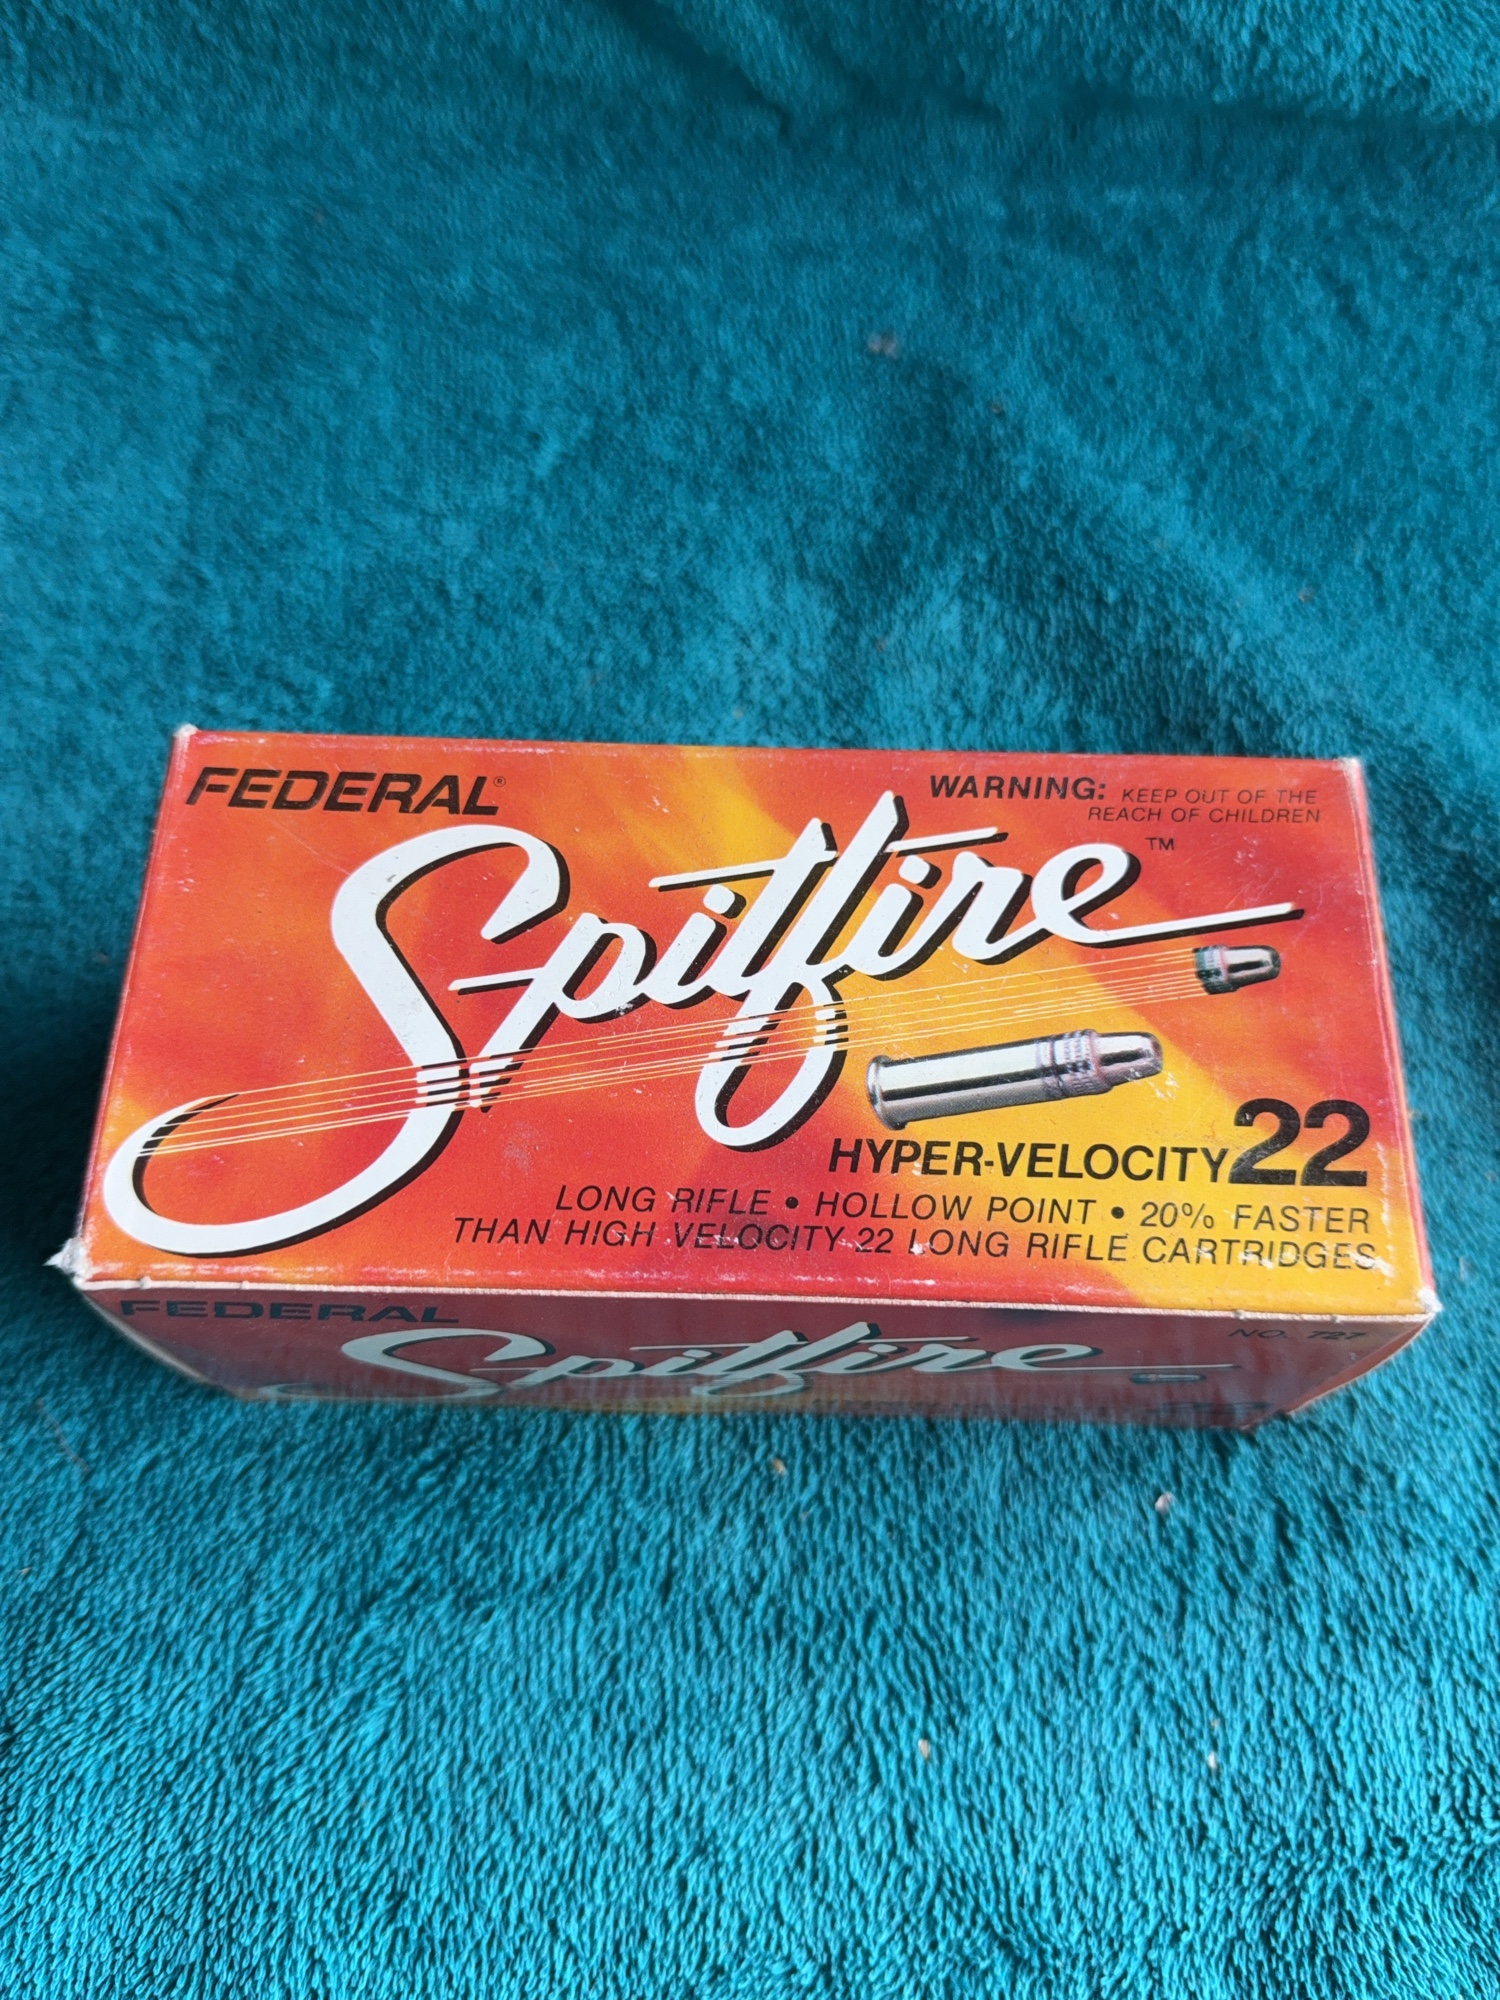 FEDERAL®
WARNING: KEEP OUT OF THE
REACH OF CHILDREN
Spitfire™
HYPER-VELOCITY 22
LONG RIFLE • HOLLOW POINT • 20% FASTER
THAN HIGH VELOCITY 22 LONG RIFLE CARTRIDGES
FEDERAL
NO. 727
Spitfire